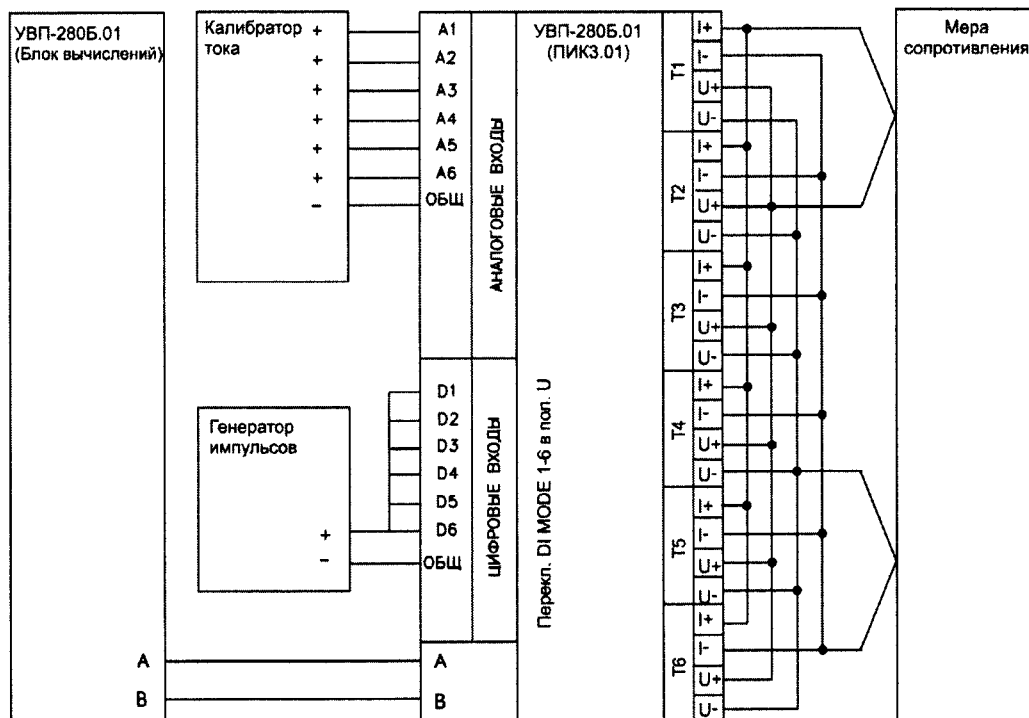 УВП-280Б.01
(Блок вычислений)
Калибратор
тока
+
+
+
+
+
+
−
A1
A2
A3
A4
A5
A6
ОБЩ
АНАЛОГОВЫЕ ВХОДЫ
Генератор
импульсов
+
−
D1
D2
D3
D4
D5
D6
ОБЩ
ЦИФРОВЫЕ ВХОДЫ
A
B
A
B
УВП-280Б.01
(ПИК3.01)
Перекл. DI MODE 1-6 в пол. U
T1
I+
I-
U+
U-
T2
I+
I-
U+
U-
T3
I+
I-
U+
U-
T4
I+
I-
U+
U-
T5
I+
I-
U+
U-
T6
I+
I-
U+
U-
Мера
сопротивления